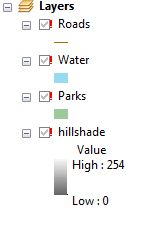 Layers
Roads
Water
Parks
hillshade
Value
High : 254
Low : 0